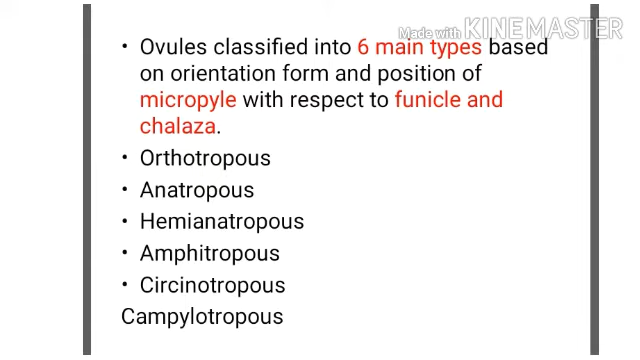 Made with KINEMASTER
• Ovules classified into 6 main types based
on orientation form and position of
micropyle with respect to funicle and
chalaza.
• Orthotropous
• Anatropous
• Hemianatropous
• Amphitropous
• Circinotropous
Campylotropous